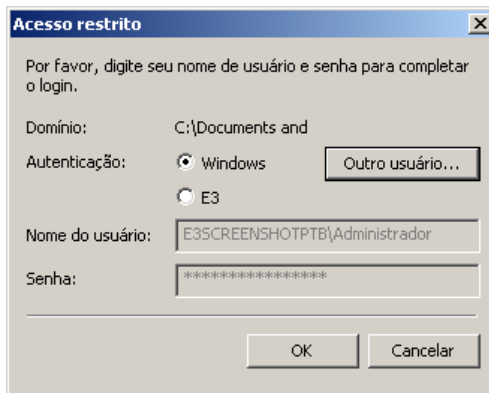 Acesso restrito
Por favor, digite seu nome de usuário e senha para completar
o login.
Domínio: C:\Documents and
Autenticação: Windows Outro usuário...
E3
Nome do usuário: E3SCREENSHOTPTB\Administrador
Senha: ****************
OK Cancelar